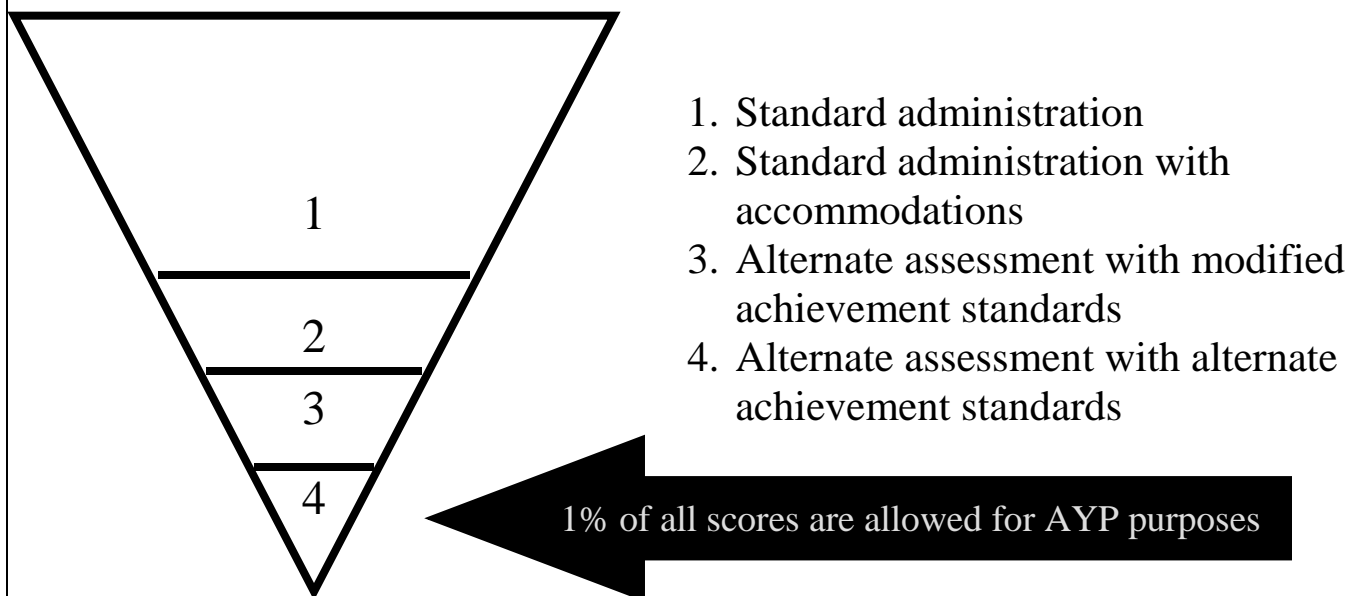 1
2
3
4
1. Standard administration
2. Standard administration with
accommodations
3. Alternate assessment with modified
achievement standards
4. Alternate assessment with alternate
achievement standards
1% of all scores are allowed for AYP purposes